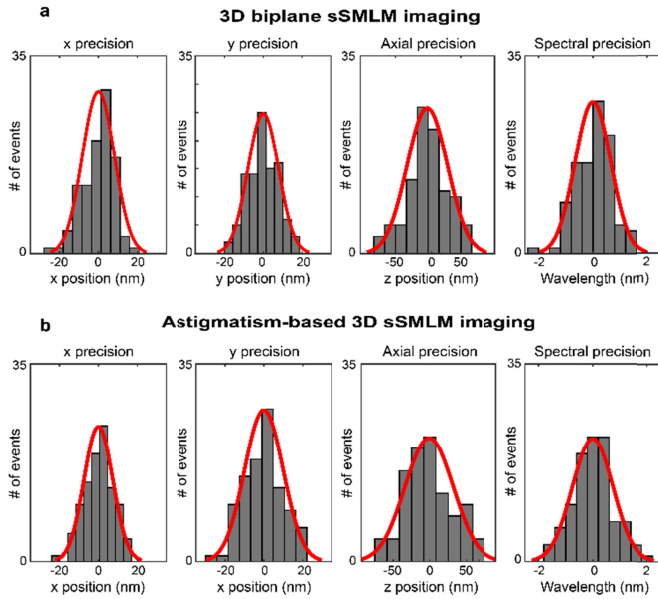 a
3D biplane sSMLM imaging
x precision
y precision
Axial precision
Spectral precision
35
35
35
35
# of events
# of events
# of events
# of events
0
0
0
0
-20 0 20
-20 0 20
-50 0 50
-2 0 2
x position (nm)
y position (nm)
z position (nm)
Wavelength (nm)
b
Astigmatism-based 3D sSMLM imaging
x precision
y precision
Axial precision
Spectral precision
35
35
35
35
# of events
# of events
# of events
# of events
0
0
0
0
-20 0 20
-20 0 20
-50 0 50
-2 0 2
x position (nm)
x position (nm)
z position (nm)
Wavelength (nm)